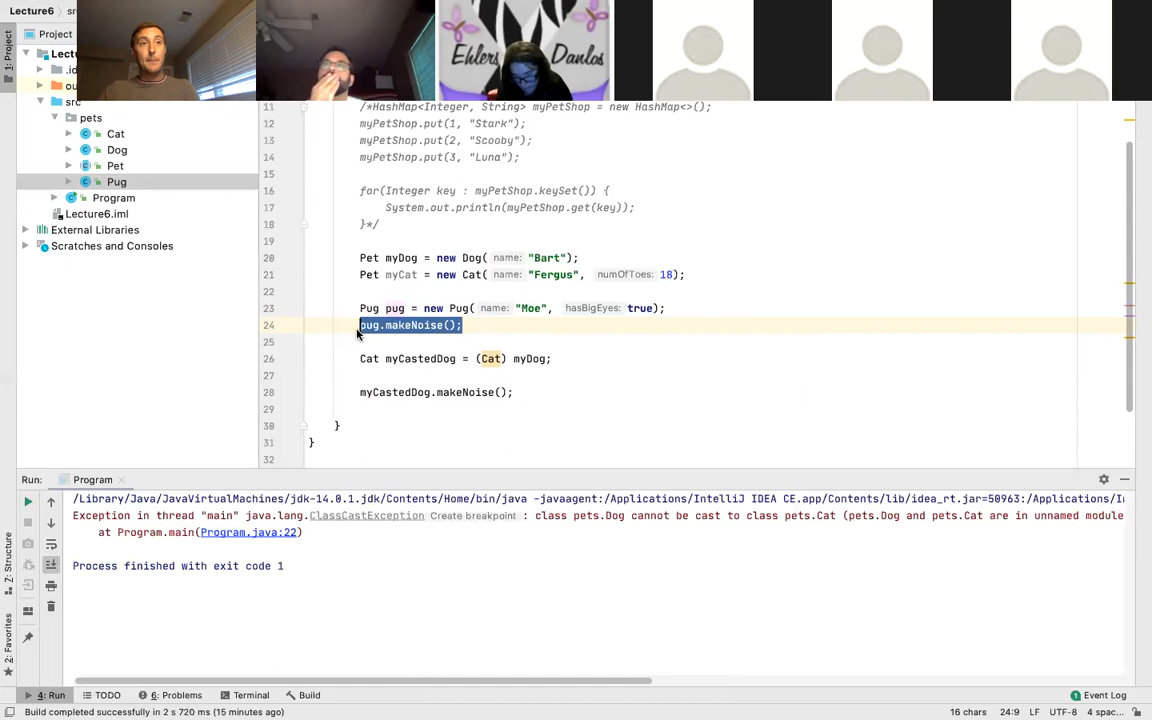 Lecture6
sr
Project
1: Project
Lectu
.id
ou
src
pets
Cat
Dog
Pet
Pug
Program
Lecture6.iml
External Libraries
Scratches and Consoles
Ehlers Danlos
11 /*HashMap<Integer, String> myPetShop = new HashMap<>();
12 myPetShop.put(1, "Stark");
13 myPetShop.put(2, "Scooby");
14 myPetShop.put(3, "Luna");
15
16 for(Integer key : myPetShop.keySet()) {
17 System.out.println(myPetShop.get(key));
18 }*/
19
20 Pet myDog = new Dog( name: "Bart");
21 Pet myCat = new Cat( name: "Fergus", numOfToes: 18);
22
23 Pug pug = new Pug( name: "Moe", hasBigEyes: true);
24 pug.makeNoise();
25
26 Cat myCastedDog = (Cat) myDog;
27
28 myCastedDog.makeNoise();
29
30 }
31 }
32
Run: Program
/Library/Java/JavaVirtualMachines/jdk-14.0.1.jdk/Contents/Home/bin/java -javaagent:/Applications/IntelliJ IDEA CE.app/Contents/lib/idea_rt.jar=50963:/Applications/In
Exception in thread "main" java.lang.ClassCastException Create breakpoint : class pets.Dog cannot be cast to class pets.Cat (pets.Dog and pets.Cat are in unnamed module
at Program.main(Program.java:22)
Process finished with exit code 1
Z: Structure
2: Favorites
4: Run TODO 6: Problems Terminal Build 1 Event Log
Build completed successfully in 2 s 720 ms (15 minutes ago) 16 chars 24:9 LF UTF-8 4 spac...